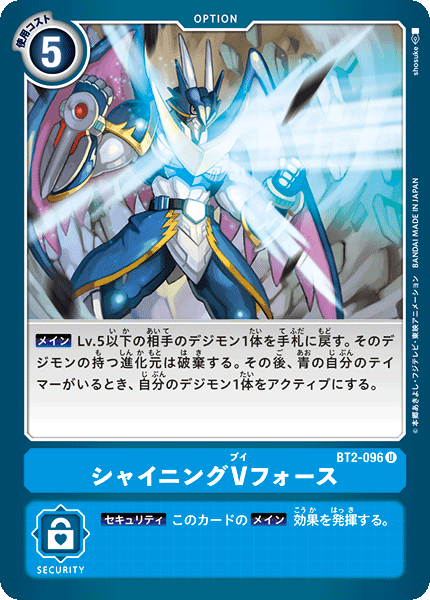 OPTION
使用コスト
5
shosuke
©本郷あきよし・フジテレビ・東映アニメーション BANDAI MADE IN JAPAN
メイン Lv.5以下の相手のデジモン1体を手札に戻す。そのデ
ジモンの持つ進化元は破棄する。その後、青の自分のテイ
マーがいるとき、自分のデジモン1体をアクティブにする。
BT2-096 U
シャイニングVフォース
ブイ
セキュリティ このカードの メイン 効果を発揮する。
SECURITY